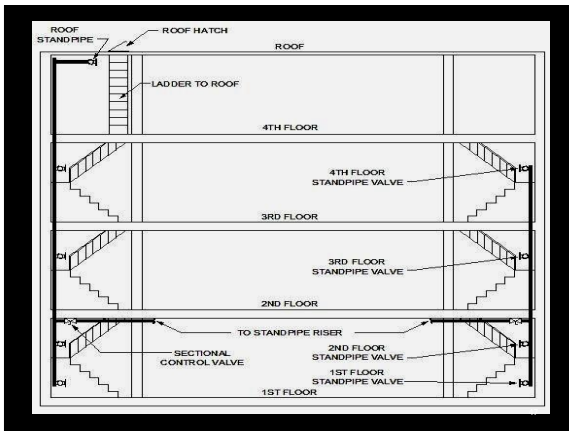 ROOF
STANDPIPE
ROOF HATCH
ROOF
LADDER TO ROOF
4TH FLOOR
4TH FLOOR
STANDPIPE VALVE
3RD FLOOR
3RD FLOOR
STANDPIPE VALVE
2ND FLOOR
TO STANDPIPE RISER
SECTIONAL
CONTROL VALVE
2ND FLOOR
STANDPIPE VALVE
1ST FLOOR
STANDPIPE VALVE
1ST FLOOR